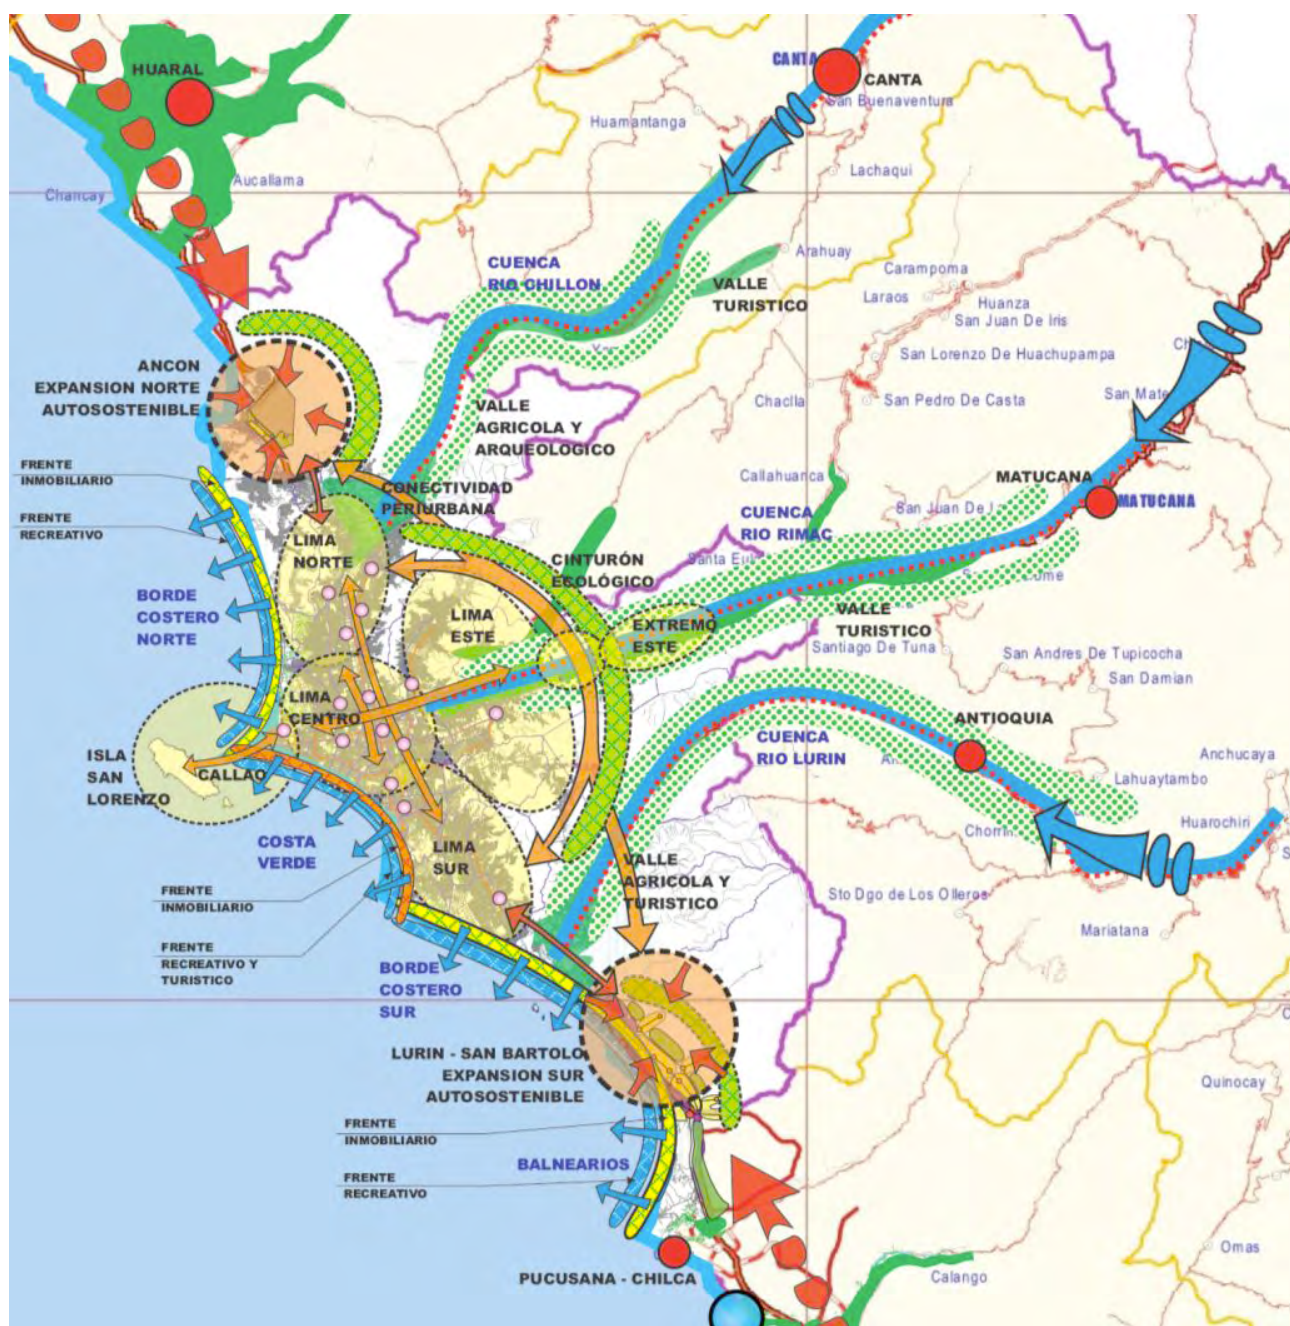 HUARAL
CANTA
CANTA
San Buenaventura
Huamantanga
Lachaqui
Aucallama
Chancay
Arahuay
CUENCA
RIO CHILLON
VALLE
TURISTICO
Carampoma
Laraos
Huanza
San Juan De Iris
San Lorenzo De Huachupampa
ANCON
EXPANSION NORTE
AUTOSOSTENIBLE
San Mate
Chaclla
San Pedro De Casta
VALLE
AGRICOLA Y
ARQUEOLOGICO
FRENTE
INMOBILIARIO
Callahuanca
MATUCANA
MATUCANA
CONECTIVIDAD
PERIURBANA
CUENCA
RIO RIMAC
San Juan De
FRENTE
RECREATIVO
LIMA
NORTE
CINTURÓN
ECOLÓGICO
Santa Eul
BORDE
COSTERO
NORTE
LIMA
ESTE
EXTREMO
ESTE
VALLE
TURISTICO
Santiago De Tuna
San Andres De Tupicocha
San Damian
LIMA
CENTRO
ANTIOQUIA
CUENCA
RIO LURIN
ISLA
SAN
LORENZO
CALLAO
Anchucaya
Lahuaytambo
Huarochiri
COSTA
VERDE
LIMA
SUR
VALLE
AGRICOLA Y
TURISTICO
FRENTE
INMOBILIARIO
Sto Dgo de Los Olleros
Mariatana
FRENTE
RECREATIVO Y
TURISTICO
BORDE
COSTERO
SUR
LURIN - SAN BARTOLO
EXPANSION SUR
AUTOSOSTENIBLE
Quinocay
FRENTE
INMOBILIARIO
BALNEARIOS
FRENTE
RECREATIVO
Omas
PUCUSANA - CHILCA
Calango